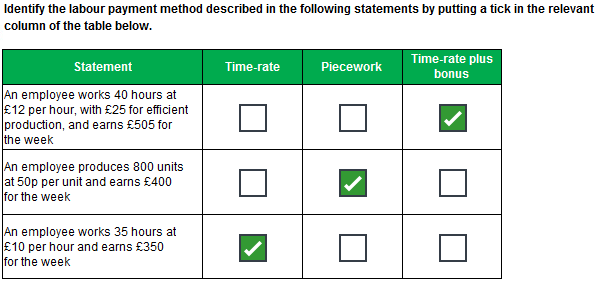 Identify the labour payment method described in the following statements by putting a tick in the relevant
column of the table below.
Statement
Time-rate
Piecework
Time-rate plus
bonus
An employee works 40 hours at
£12 per hour, with £25 for efficient
production, and earns £505 for
the week
An employee produces 800 units
at 50p per unit and earns £400
for the week
An employee works 35 hours at
£10 per hour and earns £350
for the week